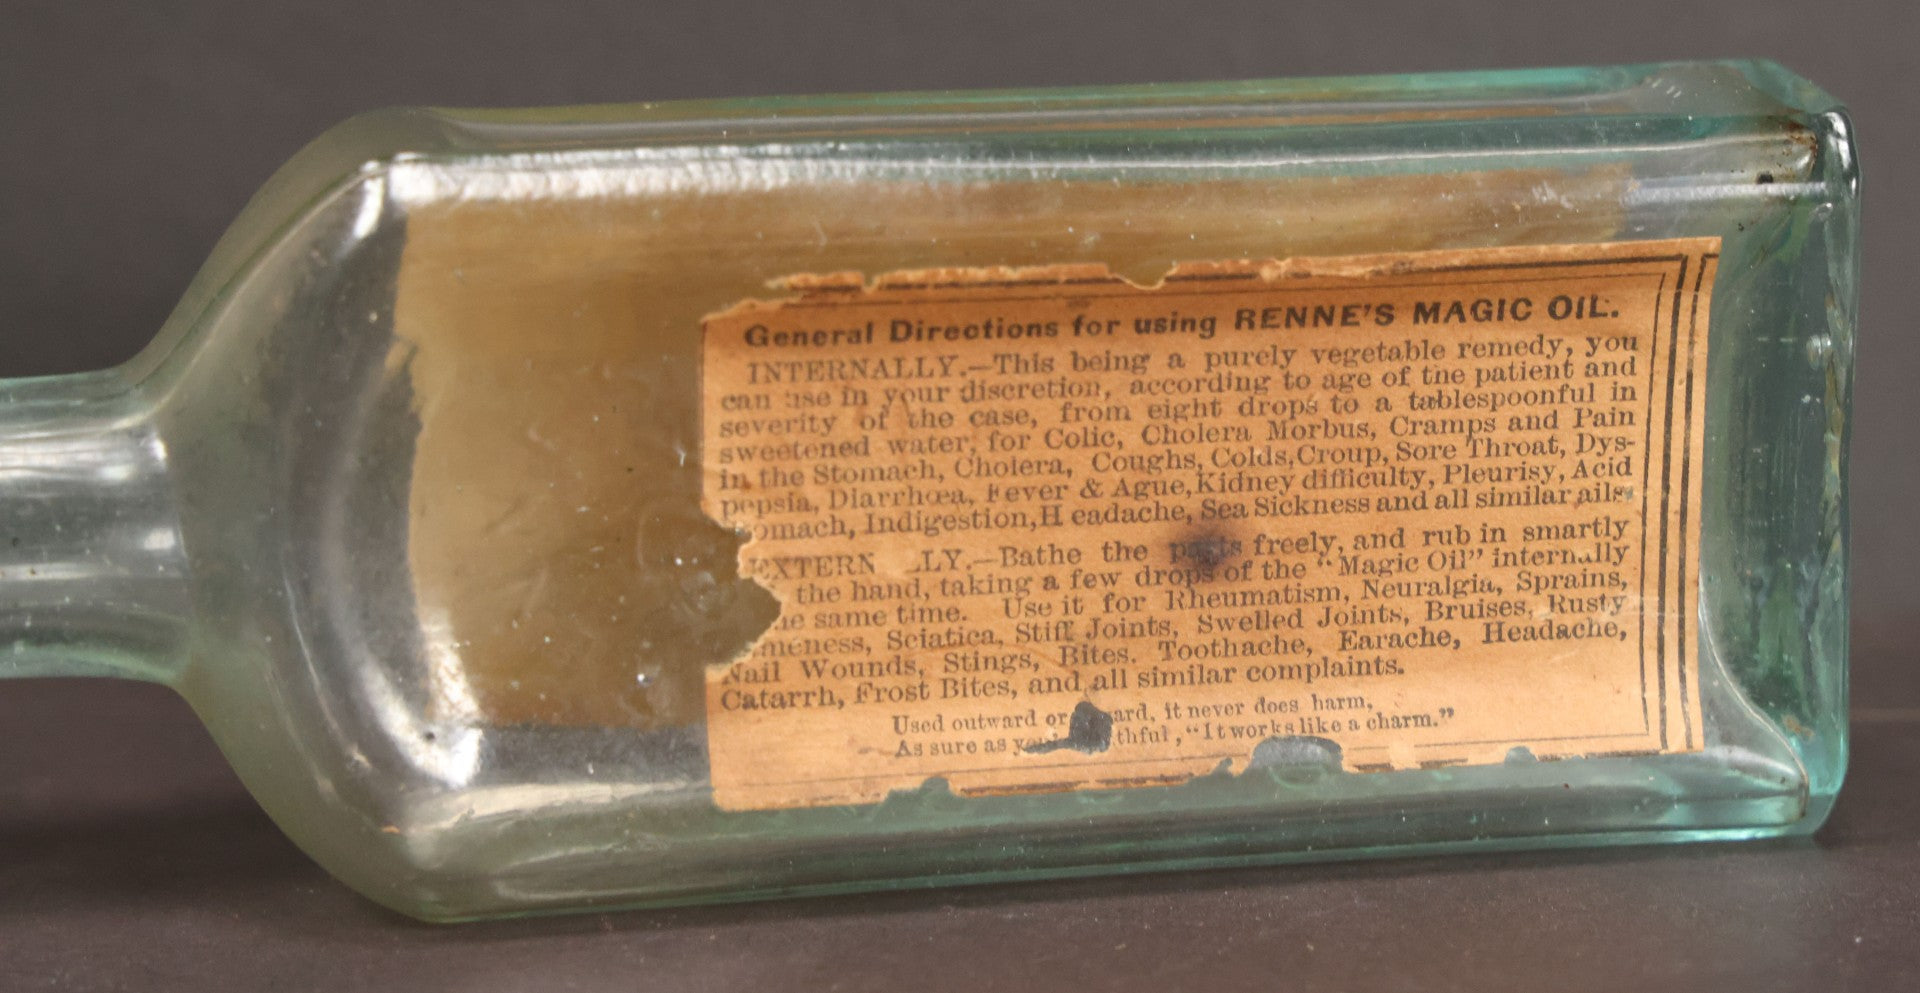 General Directions for using RENNE'S MAGIC OIL.
INTERNALLY.—This being a purely vegetable remedy, you
can use in your discretion, according to age of the patient and
severity of the case, from eight drops to a tablespoonful in
sweetened water, for Colic, Cholera Morbus, Cramps and Pain
in the Stomach, Cholera, Coughs, Colds, Croup, Sore Throat, Dys-
pepsia, Diarrhœa, Fever & Ague, Kidney difficulty, Pleurisy, Acid
omach, Indigestion, H eadache, Sea Sickness and all similar ails
EXTERN LLY.—Bathe the parts freely, and rub in smartly
the hand, taking a few drops of the "Magic Oil" internally
e same time. Use it for Rheumatism, Neuralgia, Sprains,
meness, Sciatica, Stiff Joints, Swelled Joints, Bruises, Rusty
Nail Wounds, Stings, Bites. Toothache, Earache, Headache,
Catarrh, Frost Bites, and all similar complaints.
Used outward or ard, it never does harm,
As sure as thful, "It works like a charm."